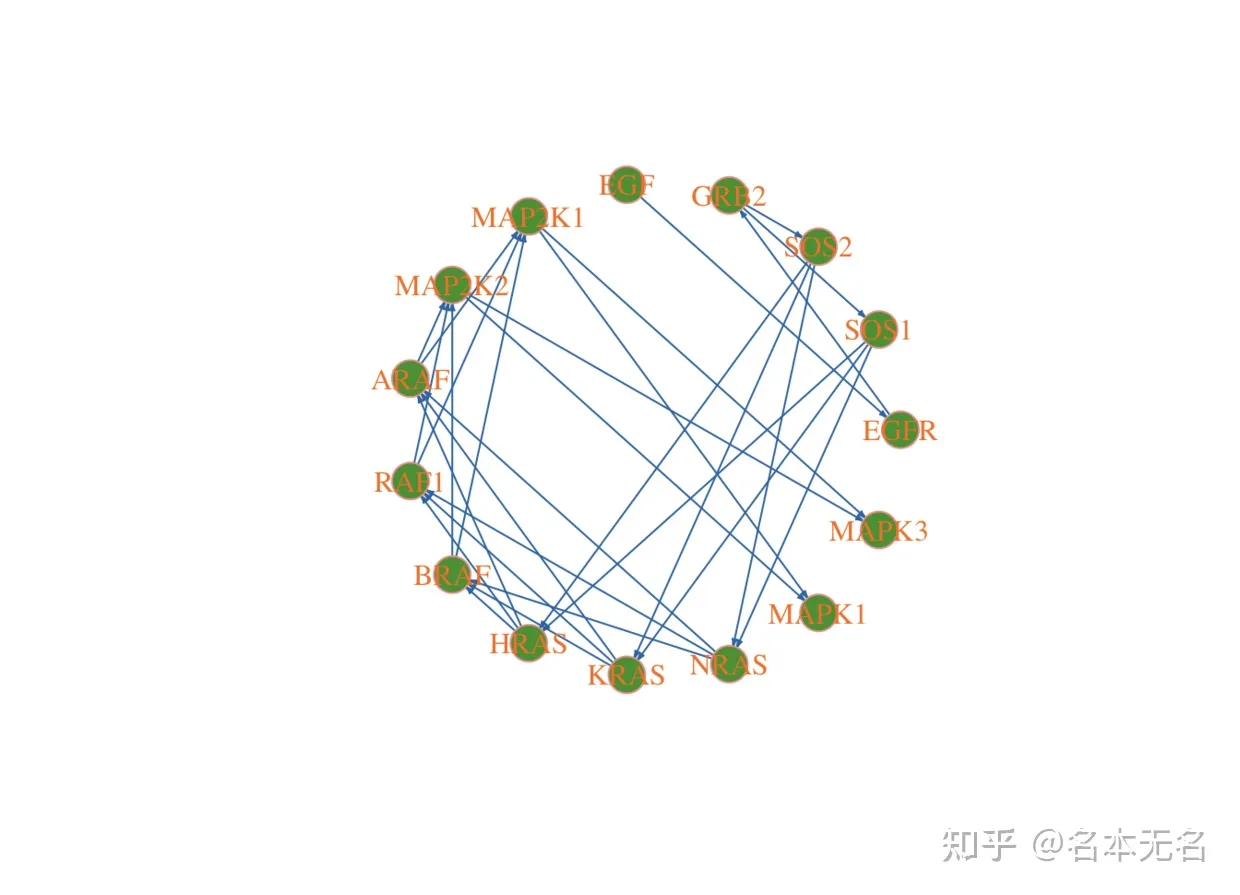 EGF
GRB2
MAP2K1
SOS2
MAP2K2
SOS1
ARAF
EGFR
RAF1
MAPK3
BRAF
MAPK1
HRAS
NRAS
KRAS
知乎 @名本无名